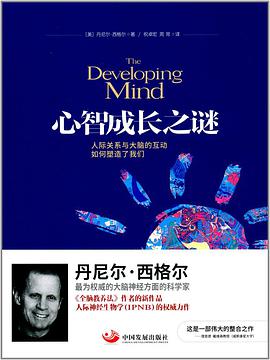 [美]丹尼尔·西格尔 著 / 祝卓宏 周常 译
The
Developing
Mind
心智成长之谜
人际关系与大脑的互动
如何塑造了我们
丹尼尔·西格尔
最为权威的大脑神经方面的科学家
《全脑教养法》作者的新作品
人际神经生物学(IPNB)的权威力作
中国发展出版社
这是一部伟大的整合之作